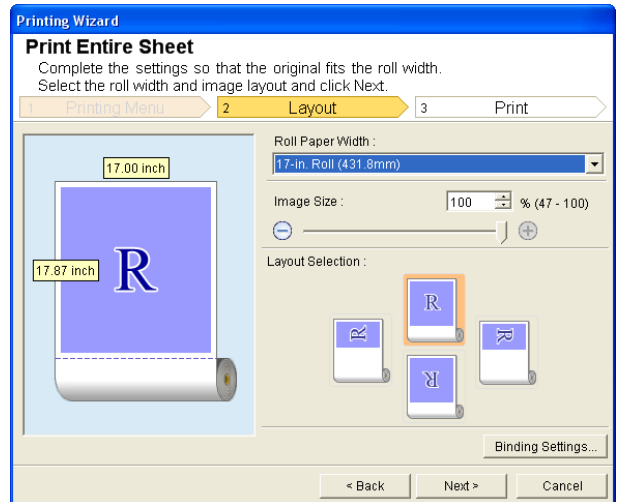 Printing Wizard
Print Entire Sheet
Complete the settings so that the original fits the roll width.
Select the roll width and image layout and click Next.
1 Printing Menu 2 Layout 3 Print
Roll Paper Width :
17-in. Roll (431.8mm)
17.00 inch
Image Size : 100 % (47 - 100)
17.87 inch
R
Layout Selection :
R
R
R
R
Binding Settings...
< Back Next > Cancel